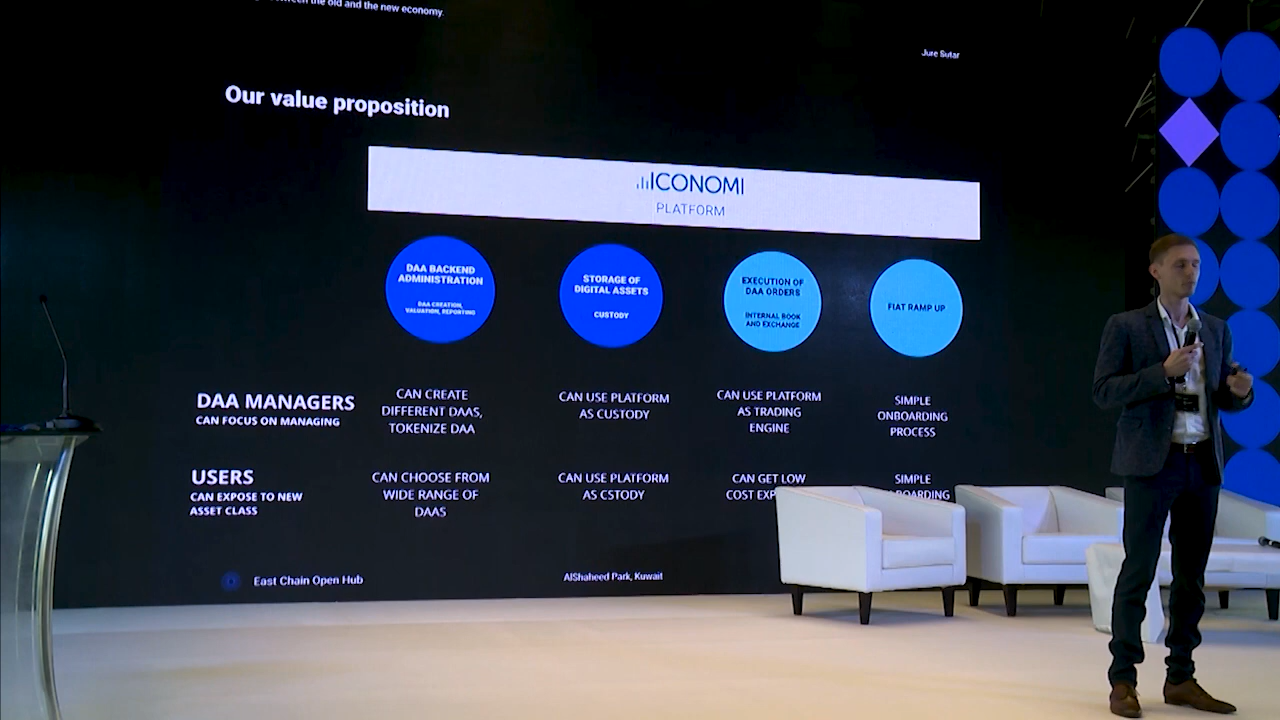 between the old and the new economy.
Jure Sutar
Our value proposition
ICONOMI
PLATFORM
DAA BACKEND
ADMINISTRATION
DAA CREATION,
VALUATION, REPORTING
STORAGE OF
DIGITAL ASSETS
CUSTODY
EXECUTION OF
DAA ORDERS
INTERNAL BOOK
AND EXCHANGE
FIAT RAMP UP
DAA MANAGERS
CAN FOCUS ON MANAGING
CAN CREATE
DIFFERENT DAAS,
TOKENIZE DAA
CAN USE PLATFORM
AS CUSTODY
CAN USE PLATFORM
AS TRADING
ENGINE
SIMPLE
ONBOARDING
PROCESS
USERS
CAN EXPOSE TO NEW
ASSET CLASS
CAN CHOOSE FROM
WIDE RANGE OF
DAAS
CAN USE PLATFORM
AS CSTODY
CAN GET LOW
COST
SIMPLE
East Chain Open Hub
AlShaheed Park, Kuwait